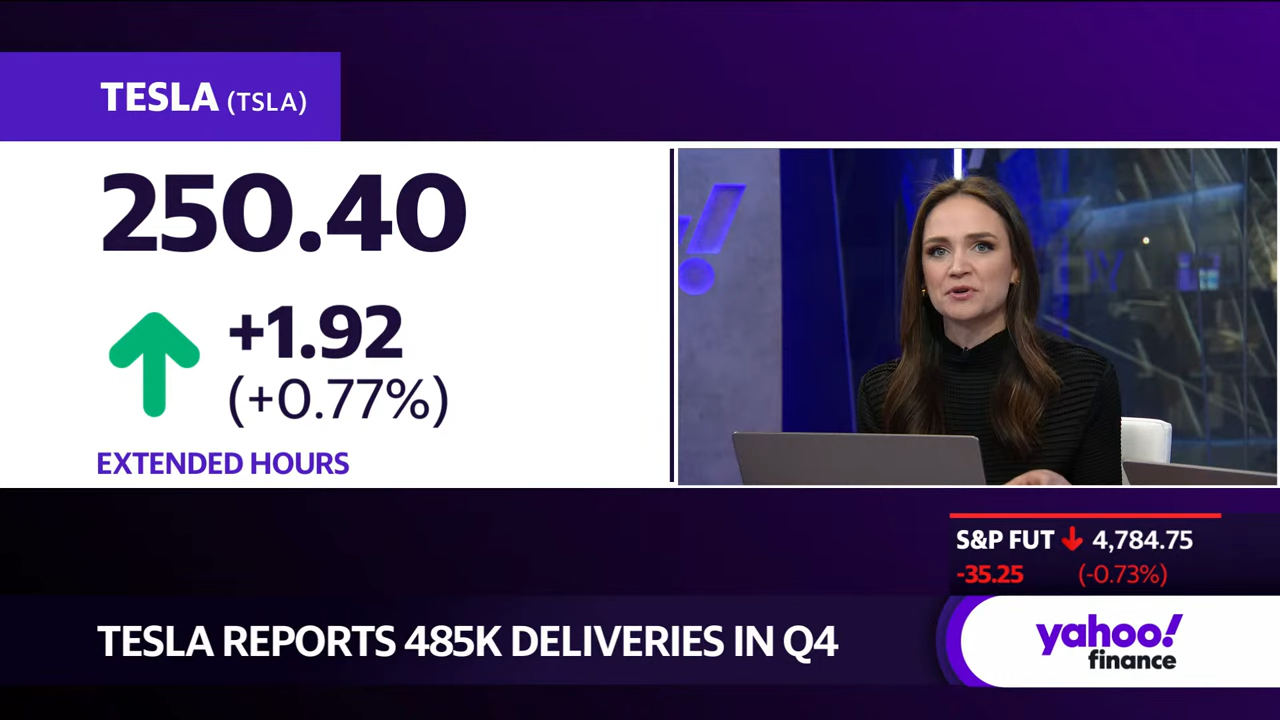 TESLA (TSLA)
250.40
+1.92
(+0.77%)
EXTENDED HOURS
S&P FUT 4,784.75
-35.25 (-0.73%)
TESLA REPORTS 485K DELIVERIES IN Q4
yahoo!
finance